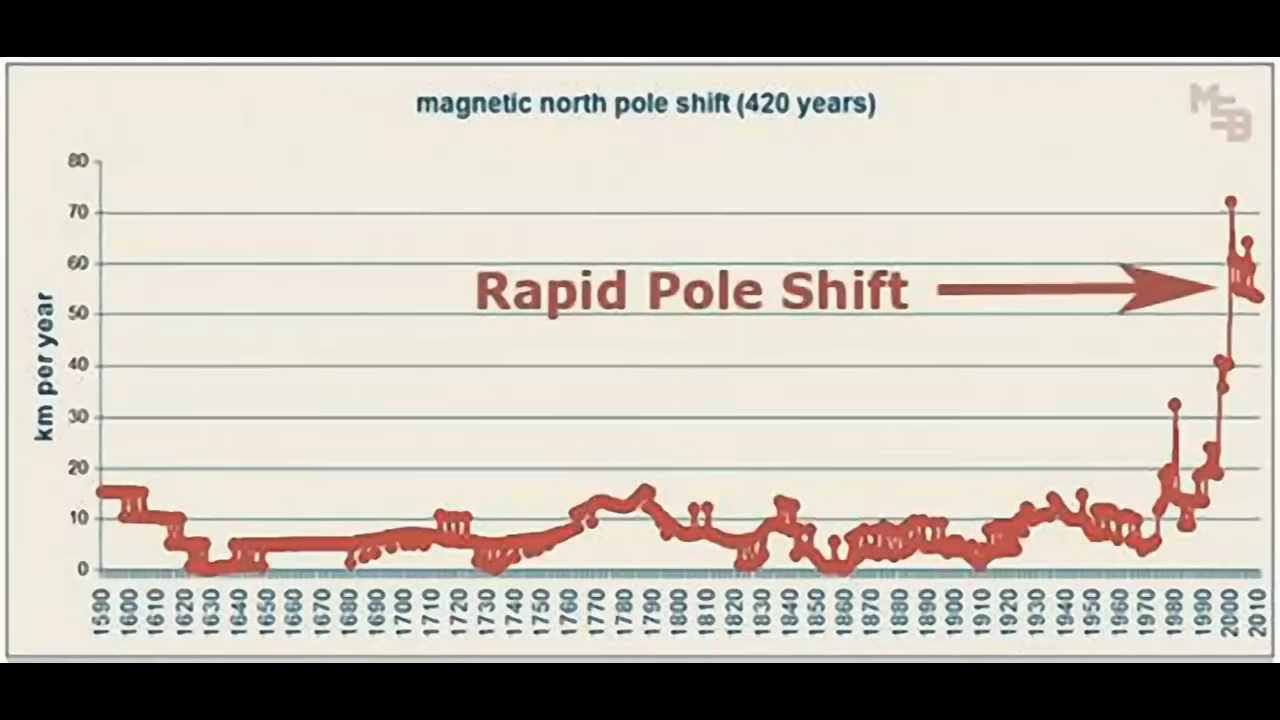 magnetic north pole shift (420 years)
MEB
80
70
60
50
40
30
20
10
0
km per year
Rapid Pole Shift
1590 1600 1610 1620 1630 1640 1650 1660 1670 1680 1690 1700 1710 1720 1730 1740 1750 1760 1770 1780 1790 1800 1810 1820 1830 1840 1850 1860 1870 1880 1890 1900 1910 1920 1930 1940 1950 1960 1970 1980 1990 2000 2010